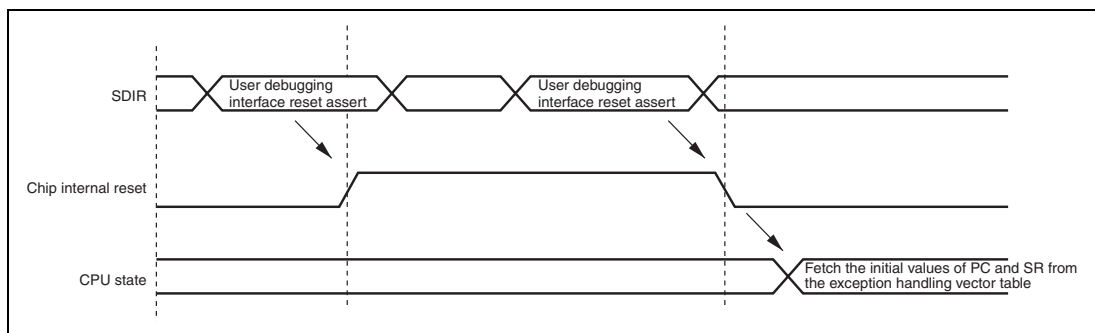 SDIR
User debugging
interface reset assert
User debugging
interface reset assert
Chip internal reset
CPU state
Fetch the initial values of PC and SR from
the exception handling vector table